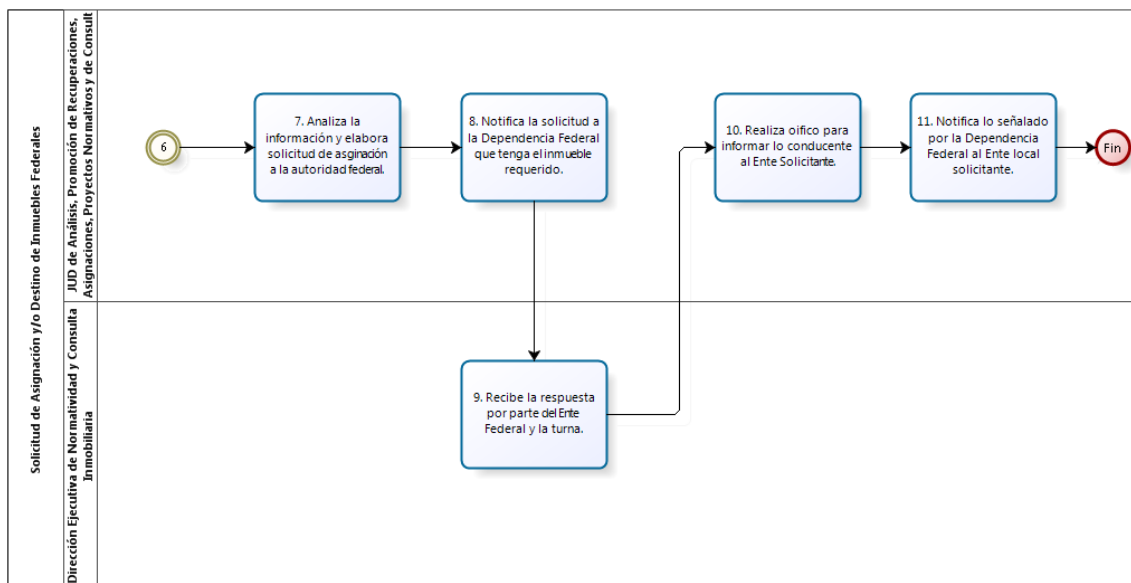 Solicitud de Asignación y/o Destino de Inmuebles Federales
JUD de Análisis, Promoción de Recuperaciones,
Asignaciones, Proyectos Normativos y de Consult
6
7. Analiza la
información y elabora
solicitud de asginación
a la autoridad federal.
8. Notifica la solicitud a
la Dependencia Federal
que tenga el inmueble
requerido.
10. Realiza oifico para
informar lo conducente
al Ente Solicitante.
11. Notifica lo señalado
por la Dependencia
Federal al Ente local
solicitante.
Fin
Dirección Ejecutiva de Normatividad y Consulta
Inmobiliaria
9. Recibe la respuesta
por parte del Ente
Federal y la turna.